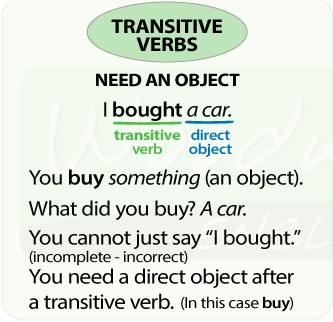 TRANSITIVE
VERBS
NEED AN OBJECT
I bought a car.
transitive direct
verb object
You buy something (an object).
What did you buy? A car.
You cannot just say “I bought.”
(incomplete - incorrect)
You need a direct object after
a transitive verb. (In this case buy)